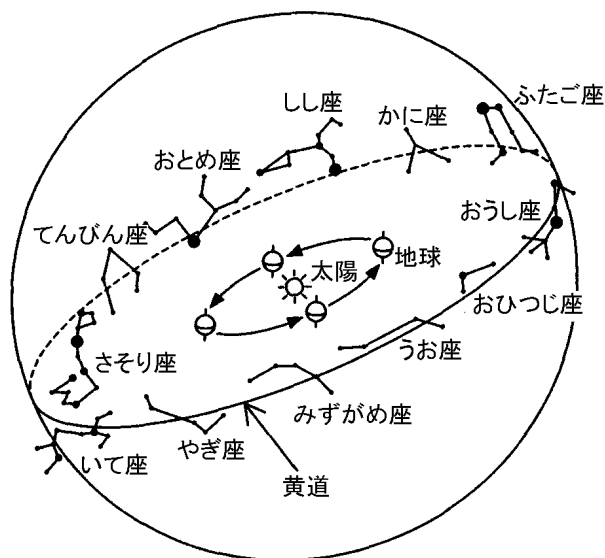 ふたご座
しし座
かに座
おとめ座
おうし座
てんびん座
太陽
地球
おひつじ座
さそり座
うお座
みずがめ座
やぎ座
いて座
黄道